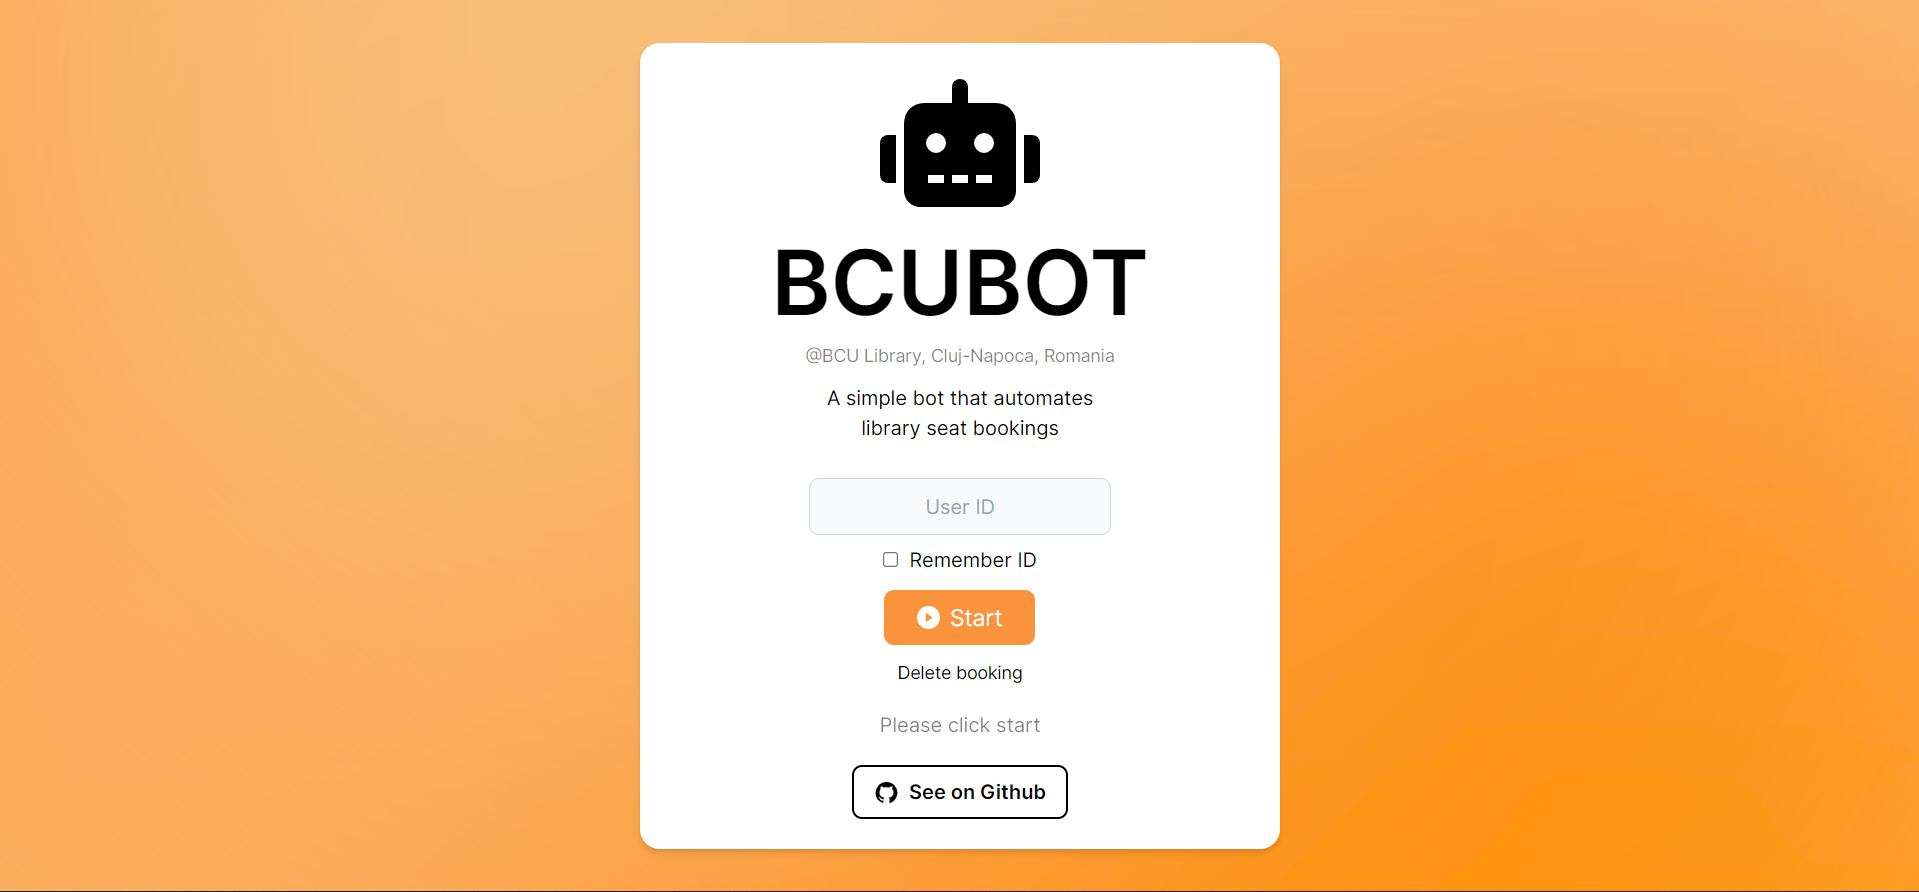 BCUBOT
@BCU Library, Cluj-Napoca, Romania
A simple bot that automates
library seat bookings
User ID
Remember ID
Start
Delete booking
Please click start
See on Github